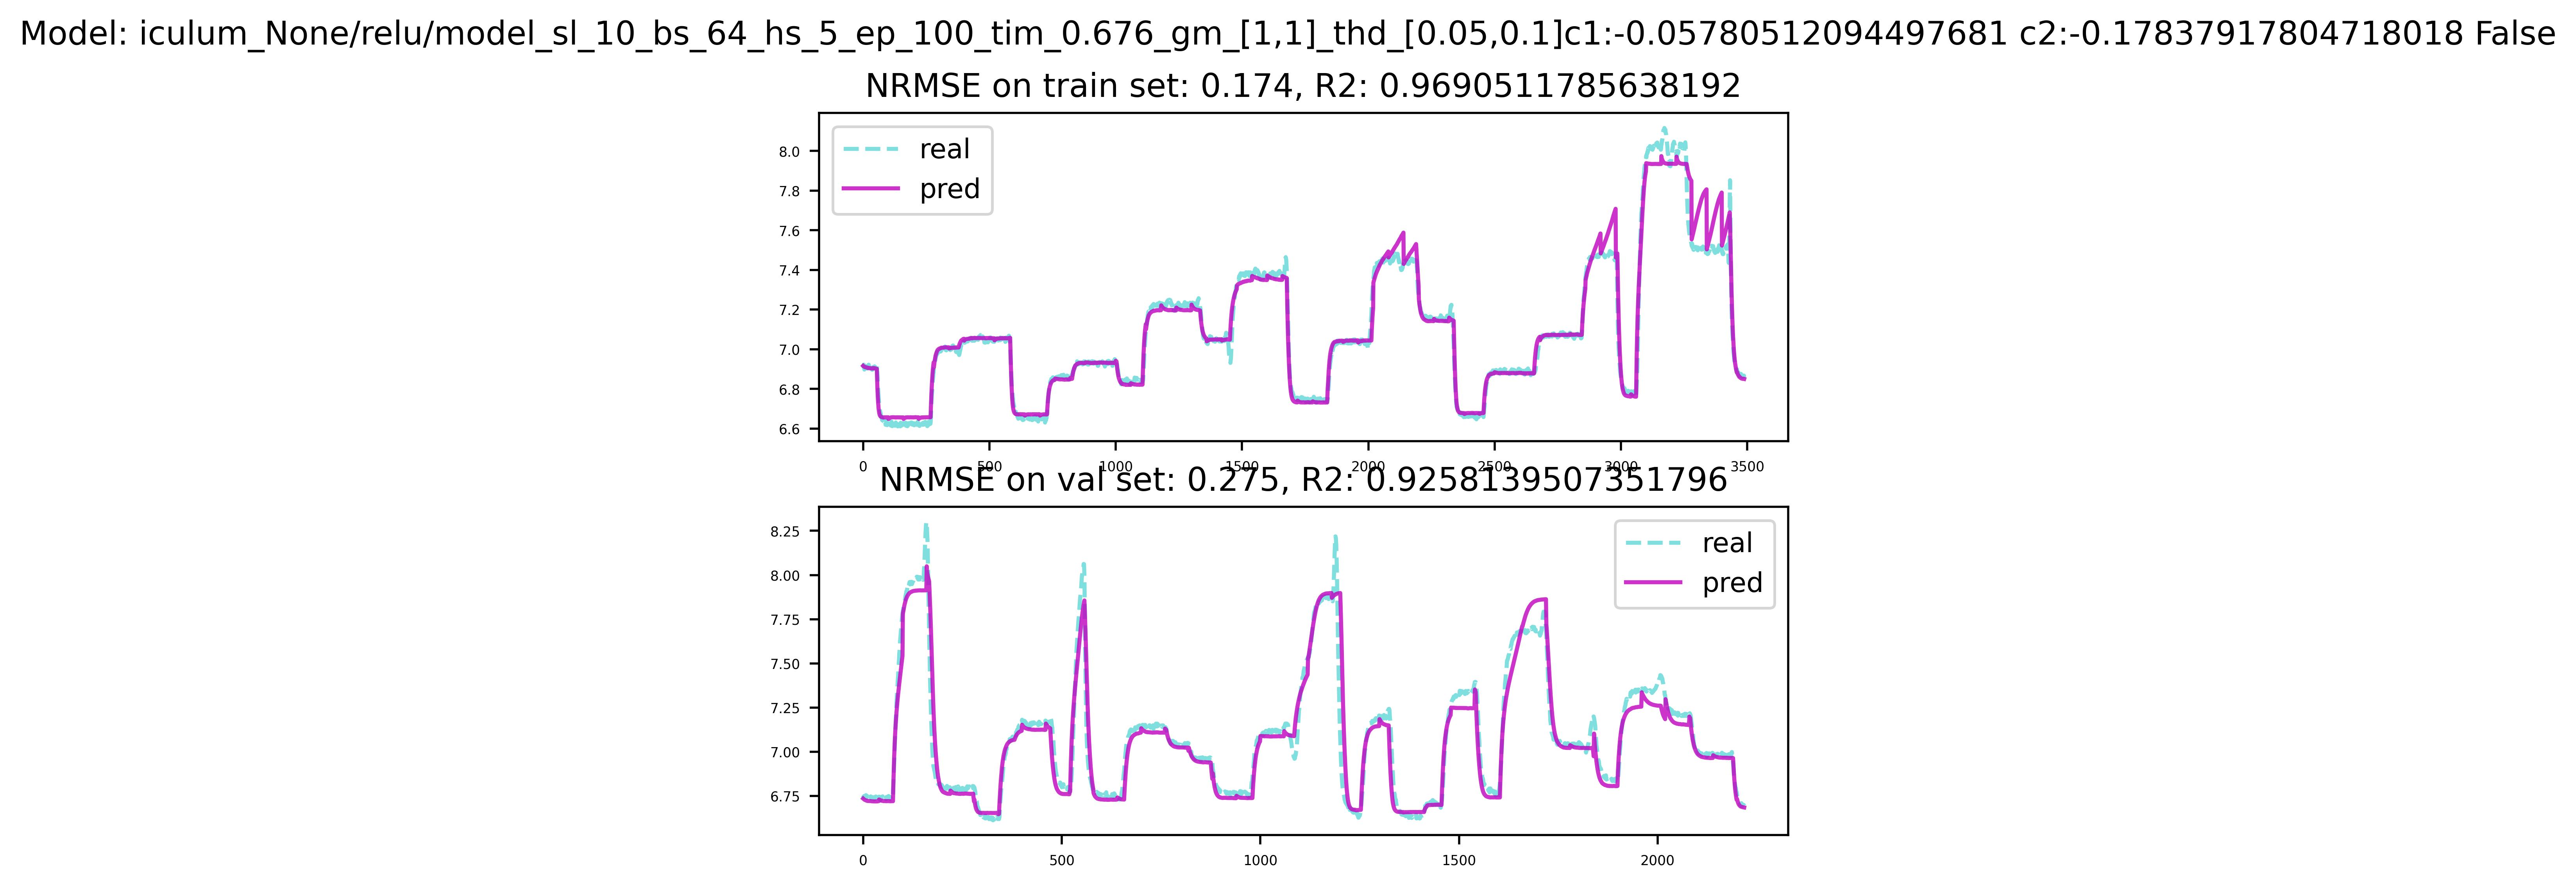 Model: iculum_None/relu/model_sl_10_bs_64_hs_5_ep_100_tim_0.676_gm_[1,1]_thd_[0.05,0.1]c1:-0.05780512094497681 c2:-0.17837917804718018 False
NRMSE on train set: 0.174, R2: 0.9690511785638192
real
pred
8.0
7.8
7.6
7.4
7.2
7.0
6.8
6.6
0 500 1000 1500 2000 2500 3000 3500
NRMSE on val set: 0.275, R2: 0.9258139507351796
real
pred
8.25
8.00
7.75
7.50
7.25
7.00
6.75
0 500 1000 1500 2000